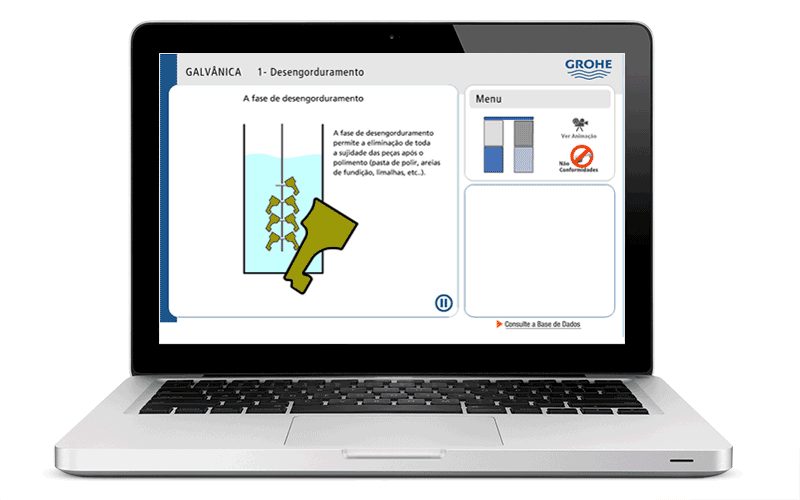 GALVÂNICA 1- Desengorduramento
GROHE
A fase de desengorduramento
A fase de desengorduramento
permite a eliminação de toda
a sujidade das peças após o
polimento (pasta de polir, areias
de fundição, limalhas, etc..).
Menu
Ver Animação
Não
Conformidades
Consulte a Base de Dados